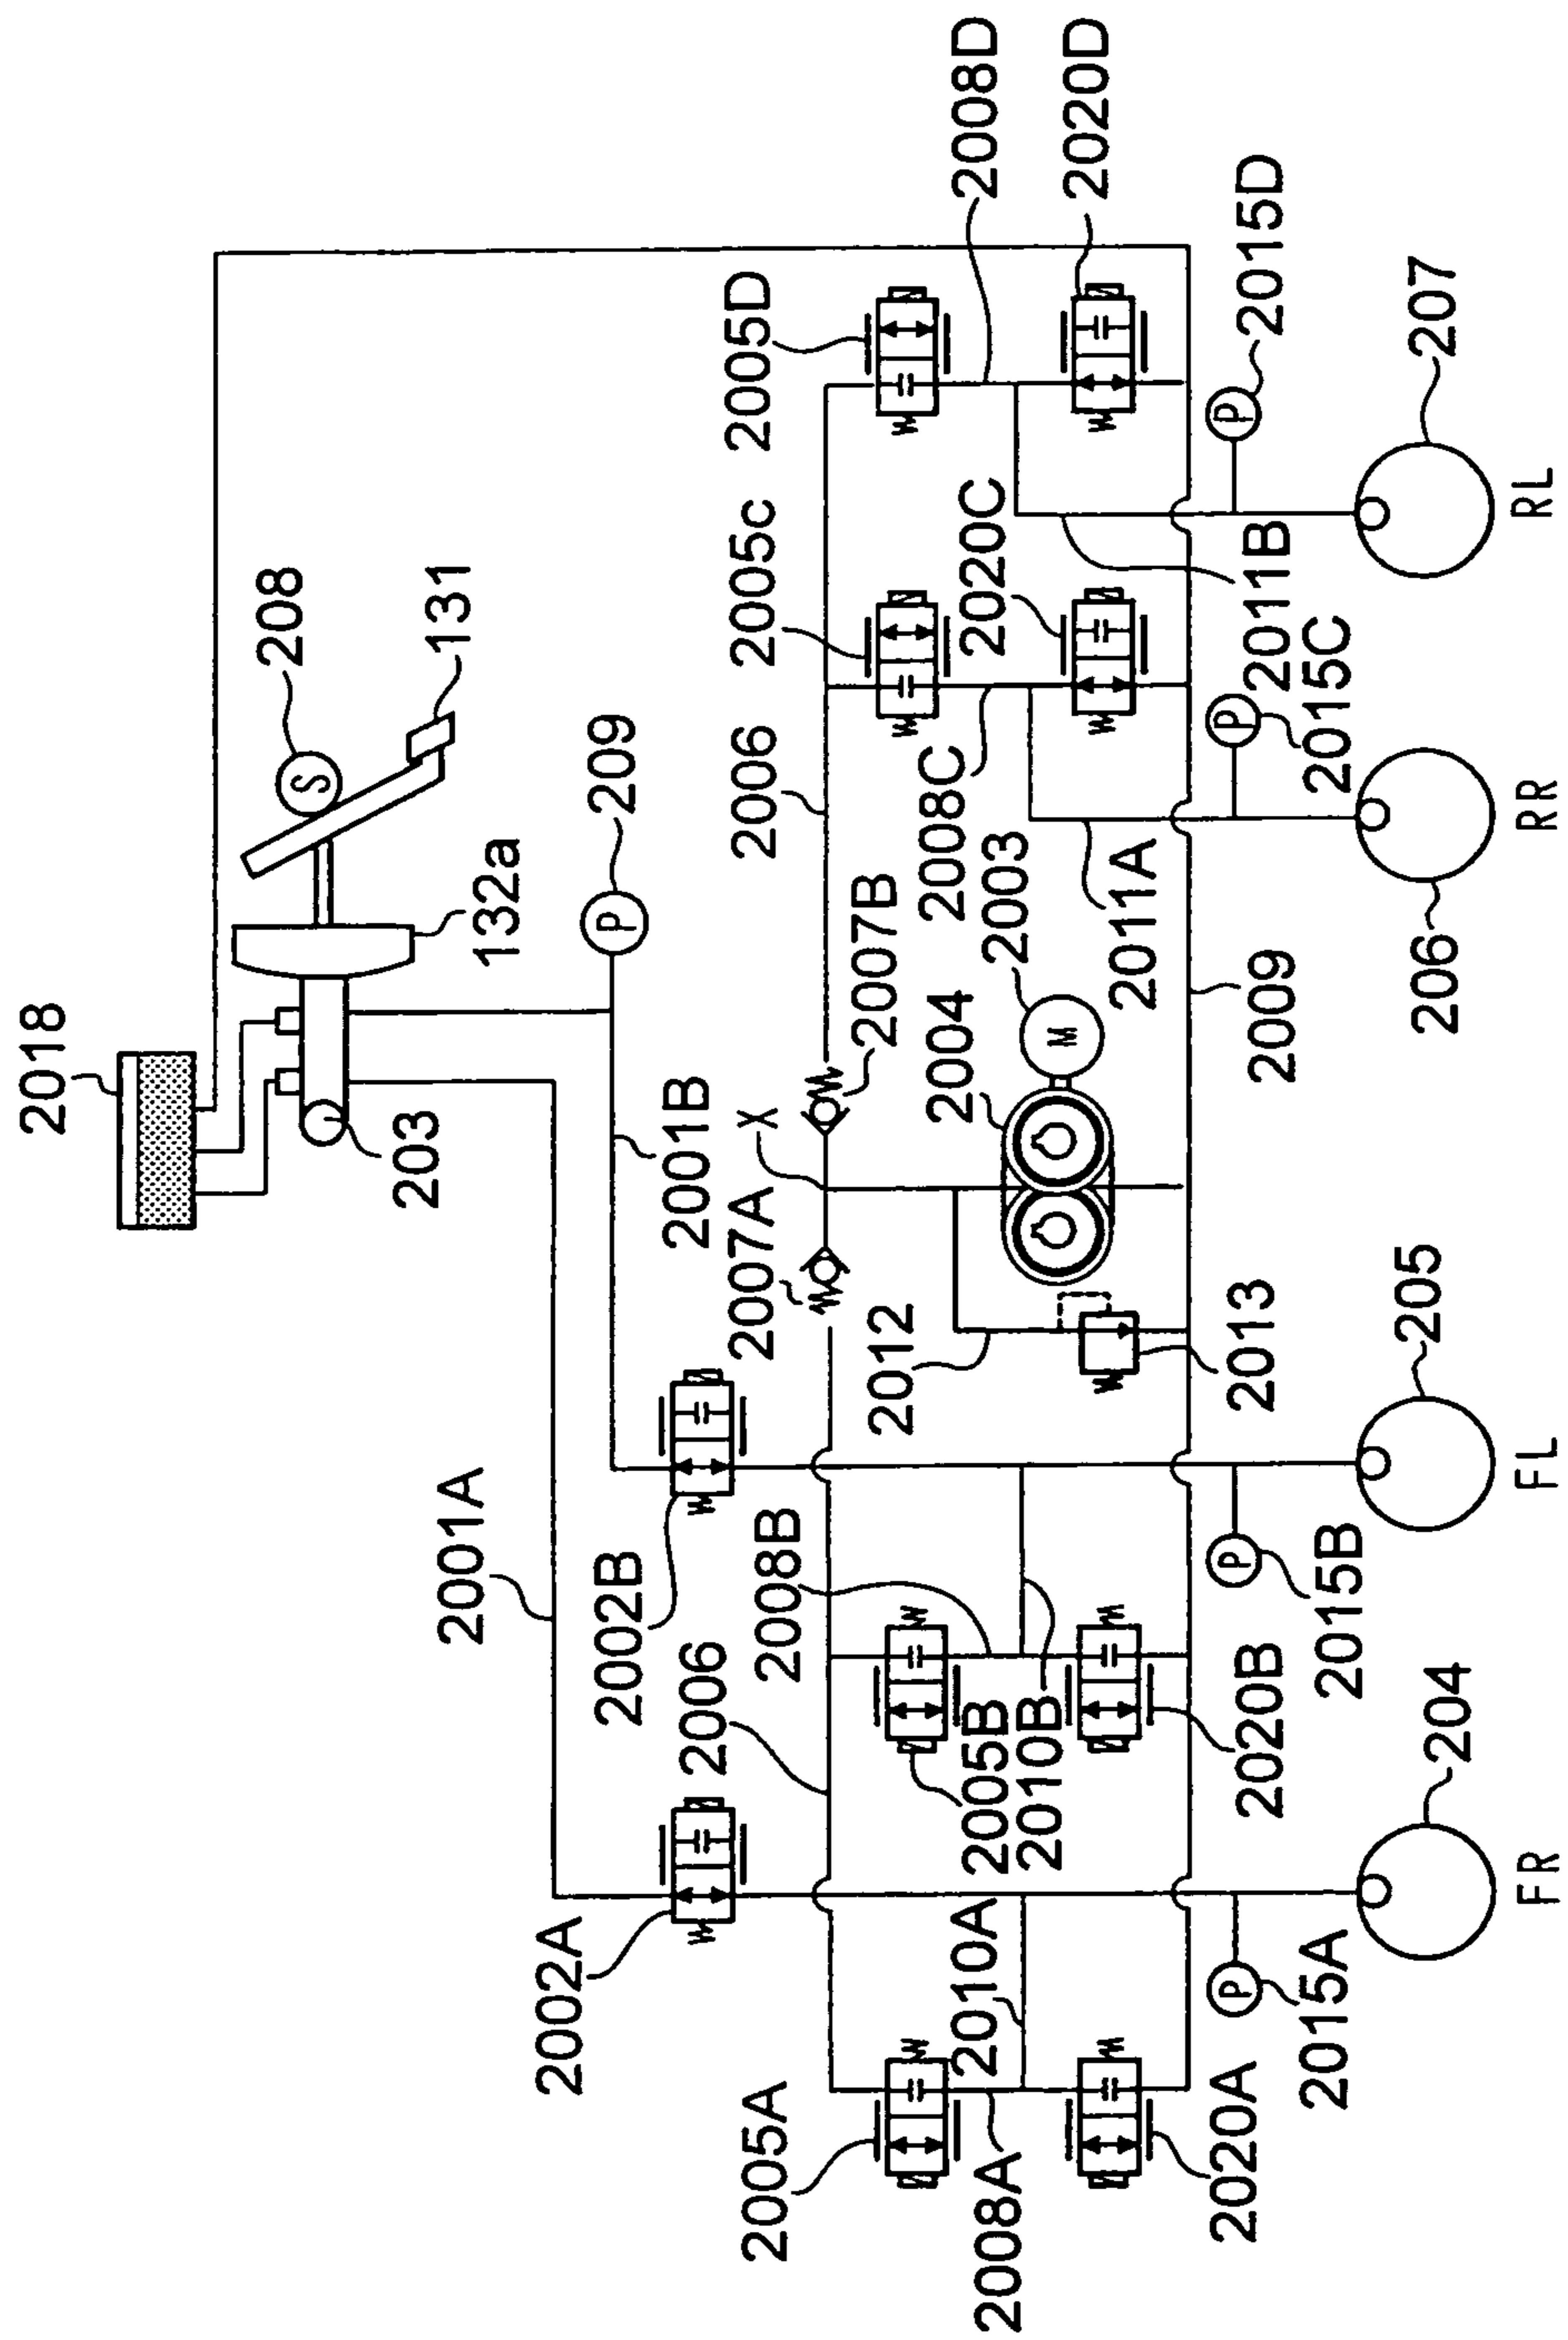 2018
203
132a
208
S
131
2001A
2001B
P
209
2002A
2002B
2006
2007A
X
2007B
2006
2005c
2005D
2005A
2008A
2010A
2008B
2005B
2010B
2012
2004
2003
M
2008C
2020C
2008D
2020D
2020A
2020B
2013
2009
2011A
2011B
P
2015A
P
2015B
P
2015C
P
2015D
204
FR
205
FL
206
RR
207
RL